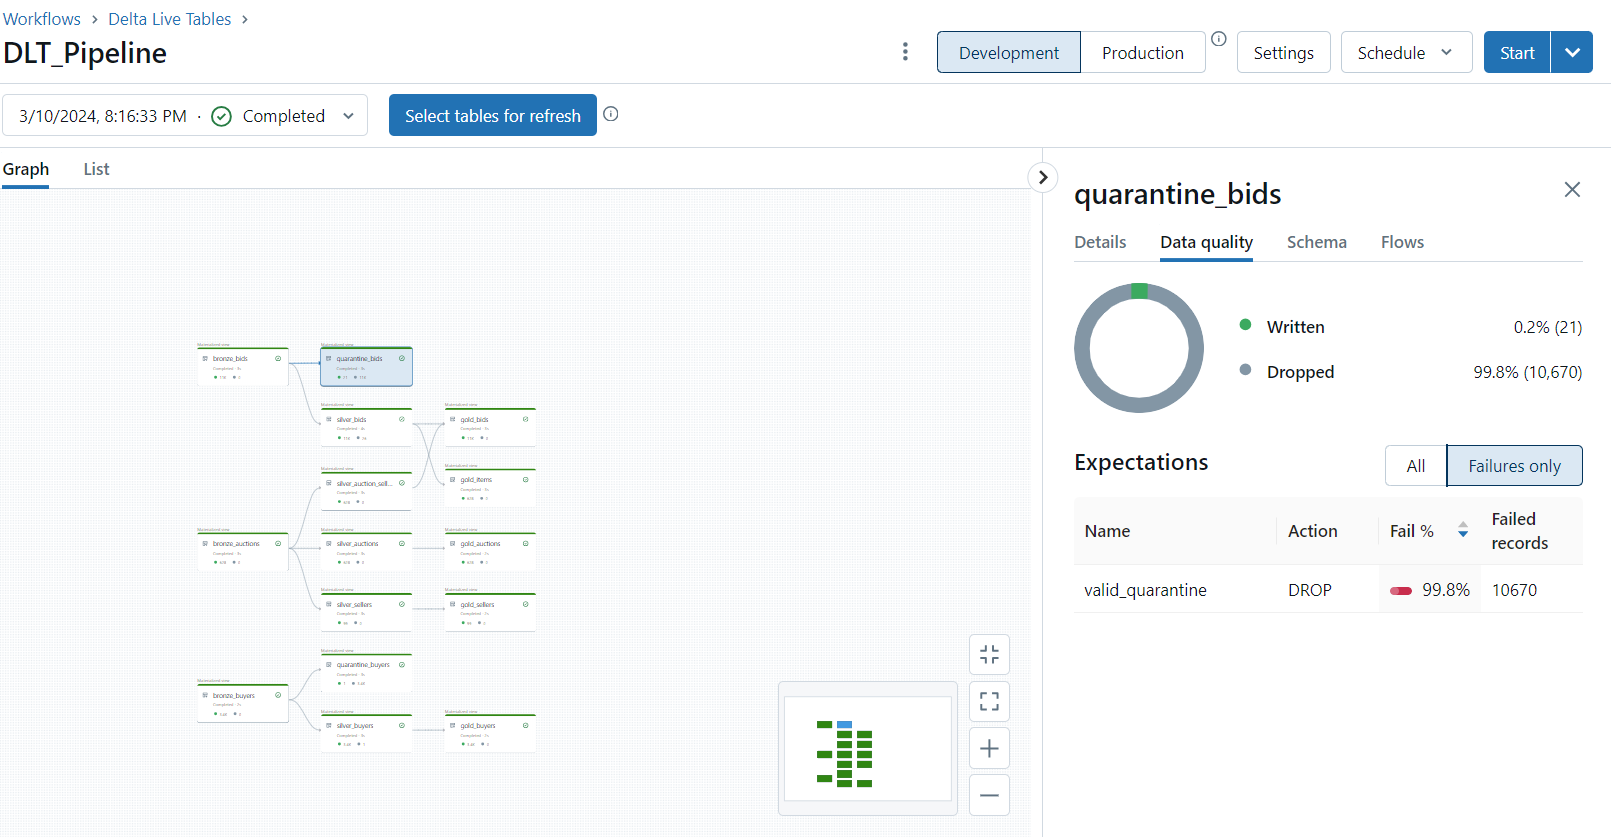 Workflows > Delta Live Tables >
DLT_Pipeline
Development
Production
Settings
Schedule
Start
3/10/2024, 8:16:33 PM · Completed
Select tables for refresh
Graph
List
quarantine_bids
Details
Data quality
Schema
Flows
Written 0.2% (21)
Dropped 99.8% (10,670)
Expectations
All
Failures only
Name Action Fail % Failed records
valid_quarantine DROP 99.8% 10670
bronze_bids
quarantine_bids
silver_bids
gold_bids
silver_auction_sell...
gold_items
bronze_auctions
silver_auctions
gold_auctions
silver_sellers
gold_sellers
quarantine_buyers
bronze_buyers
silver_buyers
gold_buyers